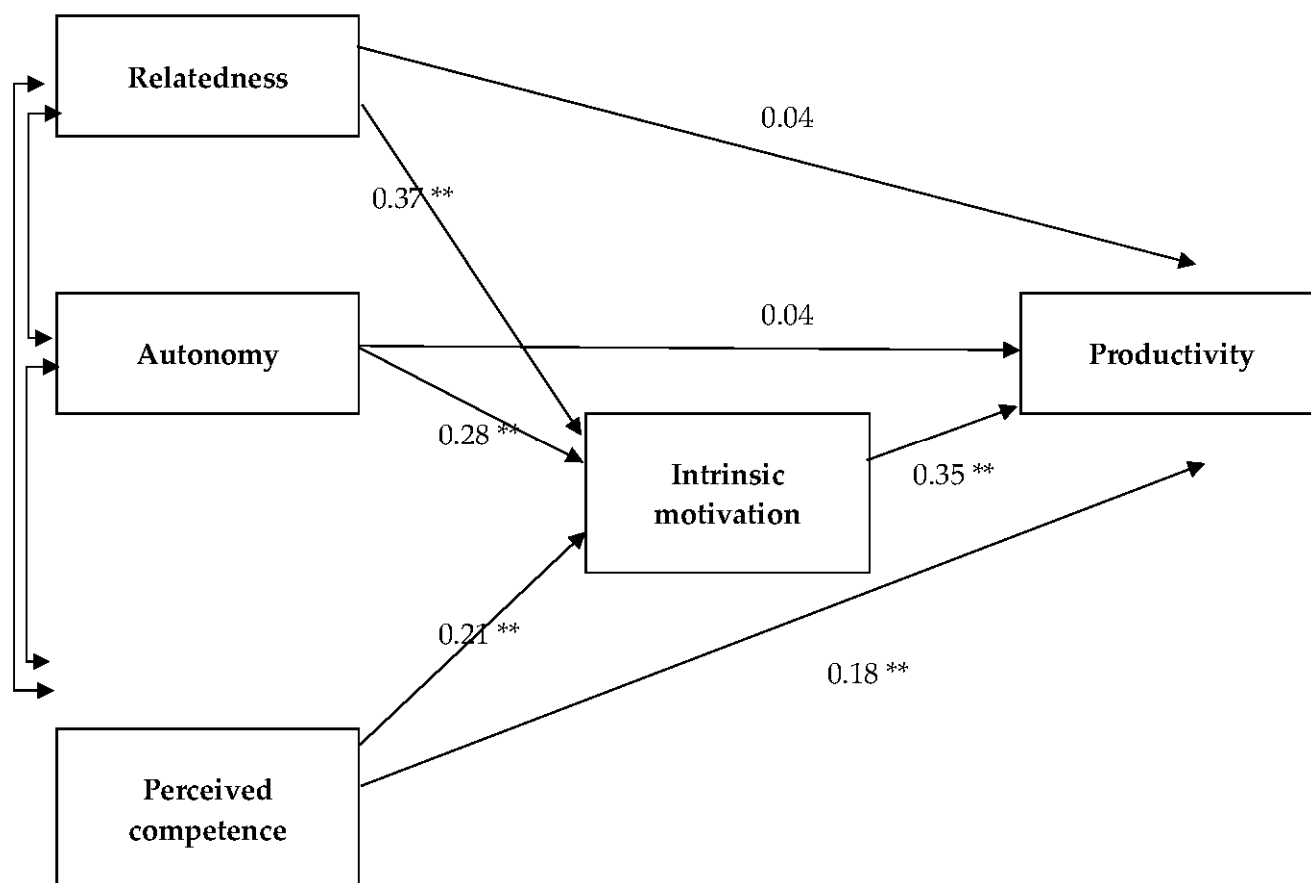 Relatedness
0.04
0.37 **
Autonomy
0.04
Productivity
0.28 **
Intrinsic
motivation
0.35 **
0.21 **
0.18 **
Perceived
competence